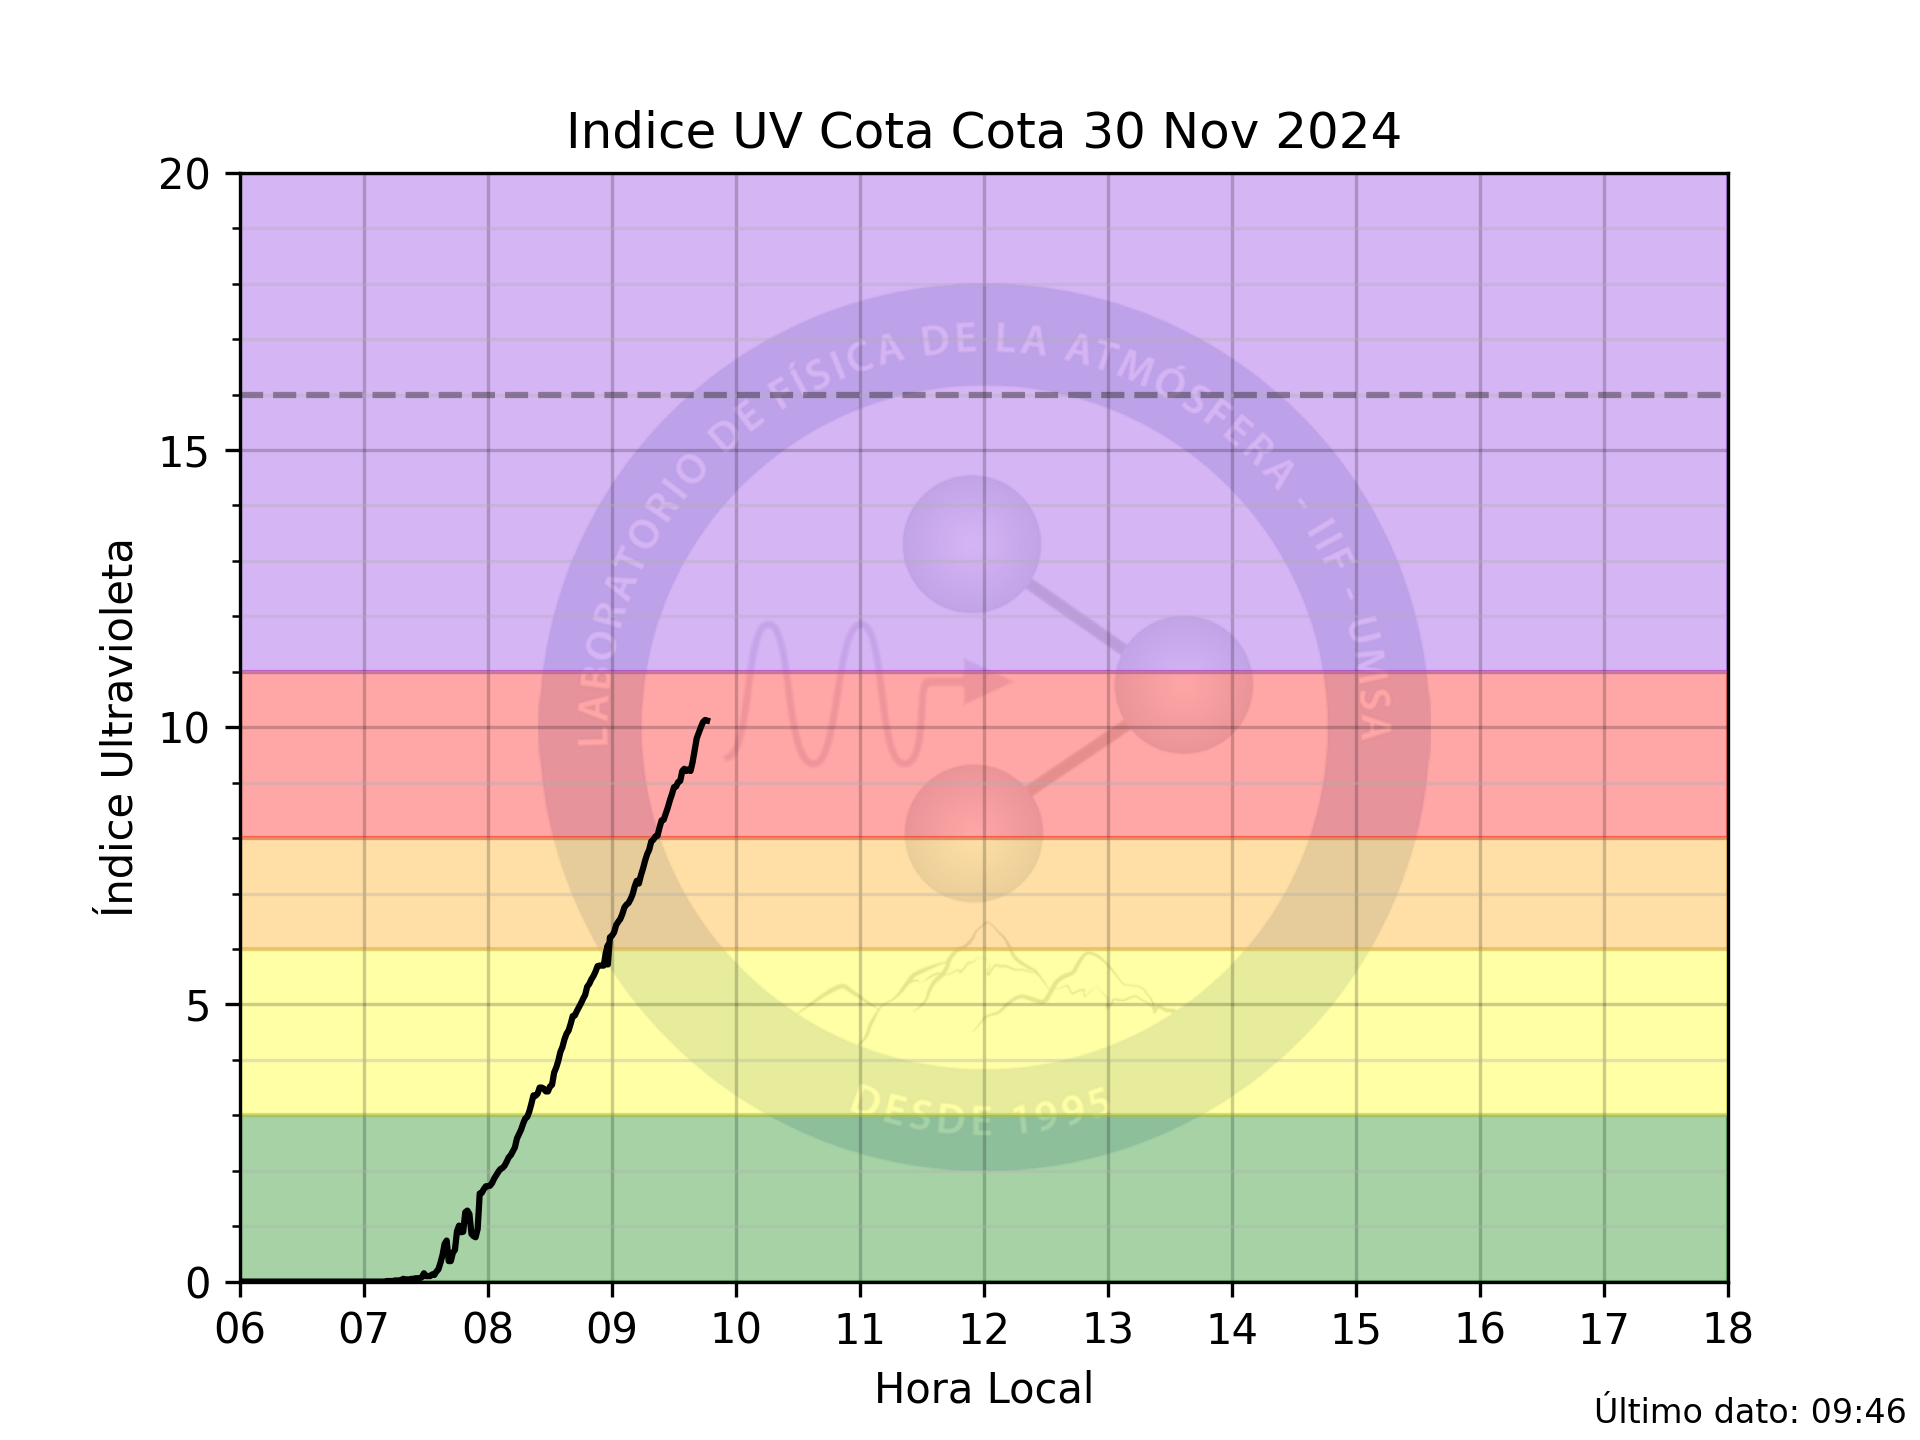 Indice UV Cota Cota 30 Nov 2024
20
15
10
5
0
Índice Ultravioleta
LABORATORIO DE FÍSICA DE LA ATMÓSFERA - IIF - UMSA
DESDE 1995
06 07 08 09 10 11 12 13 14 15 16 17 18
Hora Local
Último dato: 09:46